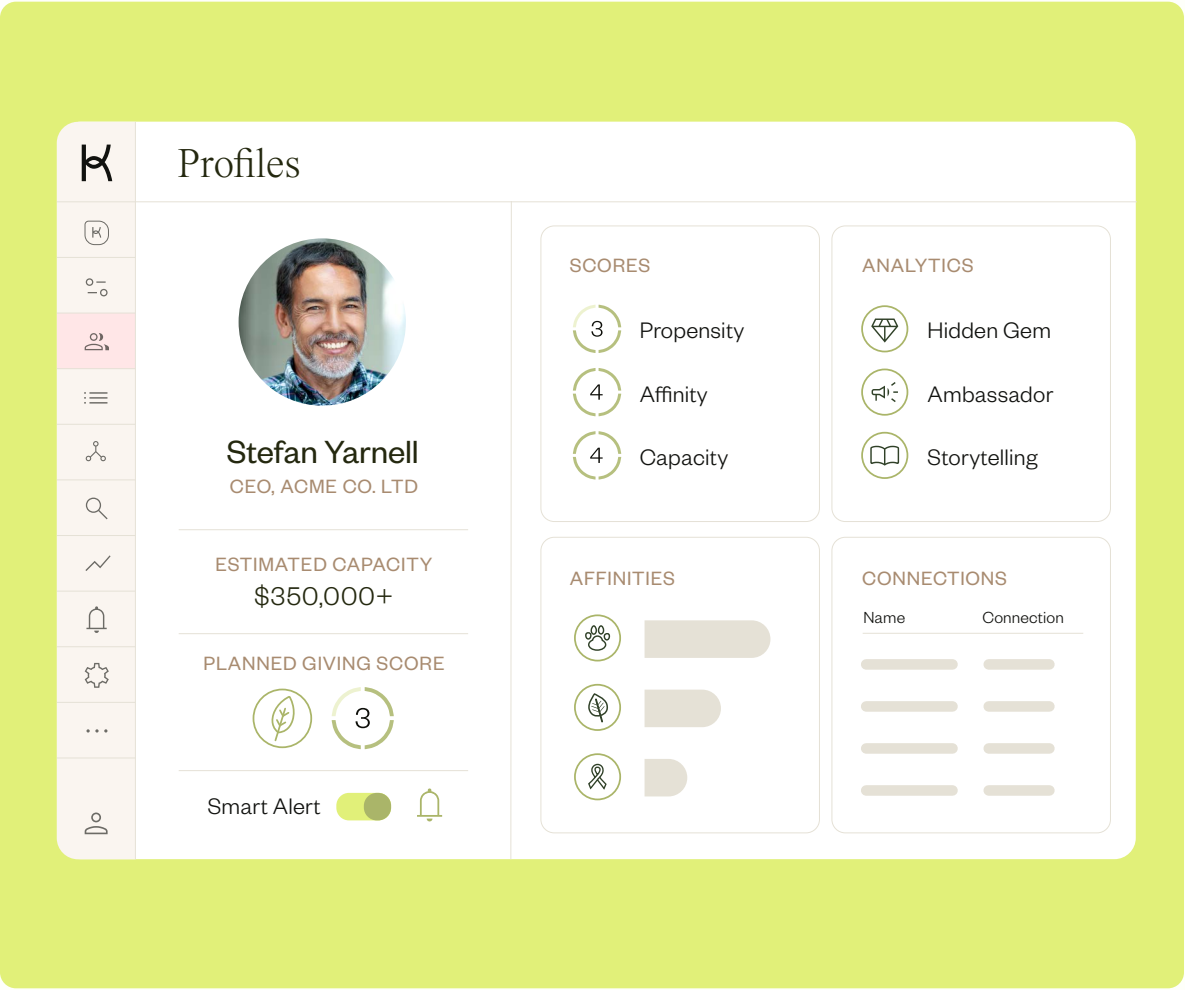 Profiles
Stefan Yarnell
CEO, ACME CO. LTD
ESTIMATED CAPACITY
$350,000+
PLANNED GIVING SCORE
3
Smart Alert
SCORES
3 Propensity
4 Affinity
4 Capacity
ANALYTICS
Hidden Gem
Ambassador
Storytelling
AFFINITIES
CONNECTIONS
Name Connection